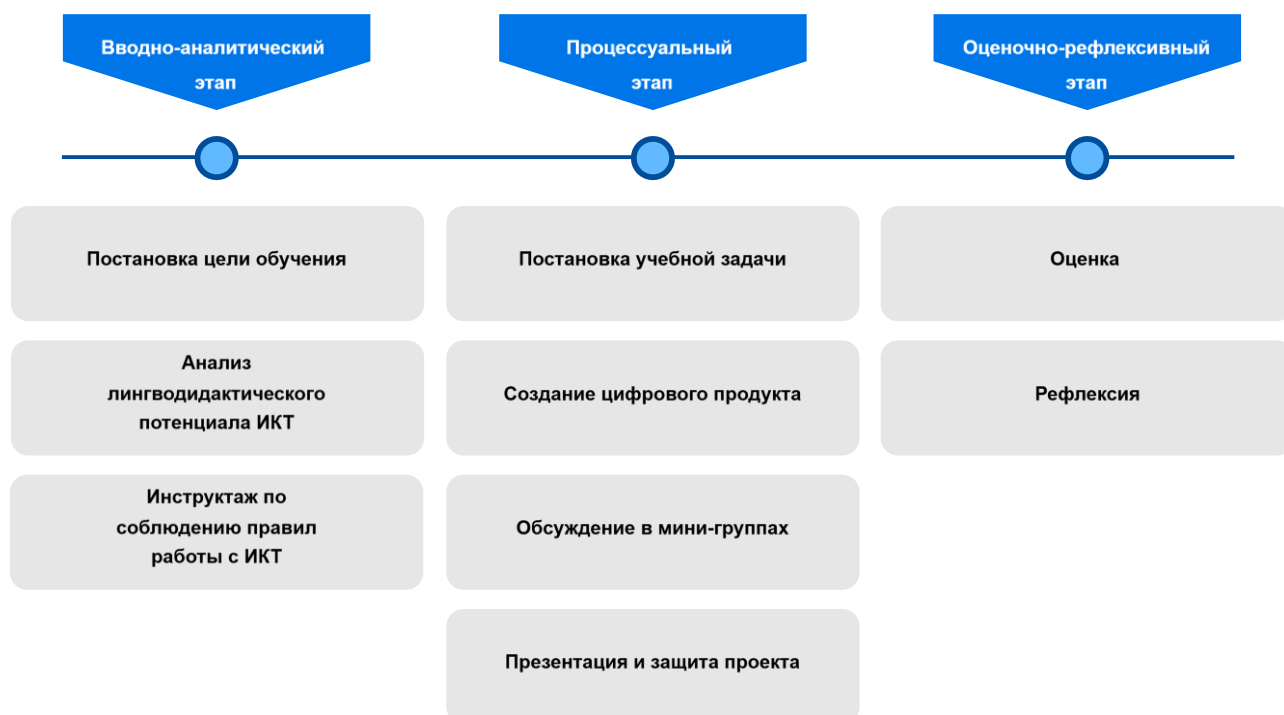 Вводно-аналитический
этап
Процессуальный
этап
Оценочно-рефлексивный
этап
Постановка цели обучения
Постановка учебной задачи
Оценка
Анализ
лингводидактического
потенциала ИКТ
Создание цифрового продукта
Рефлексия
Инструктаж по
соблюдению правил
работы с ИКТ
Обсуждение в мини-группах
Презентация и защита проекта